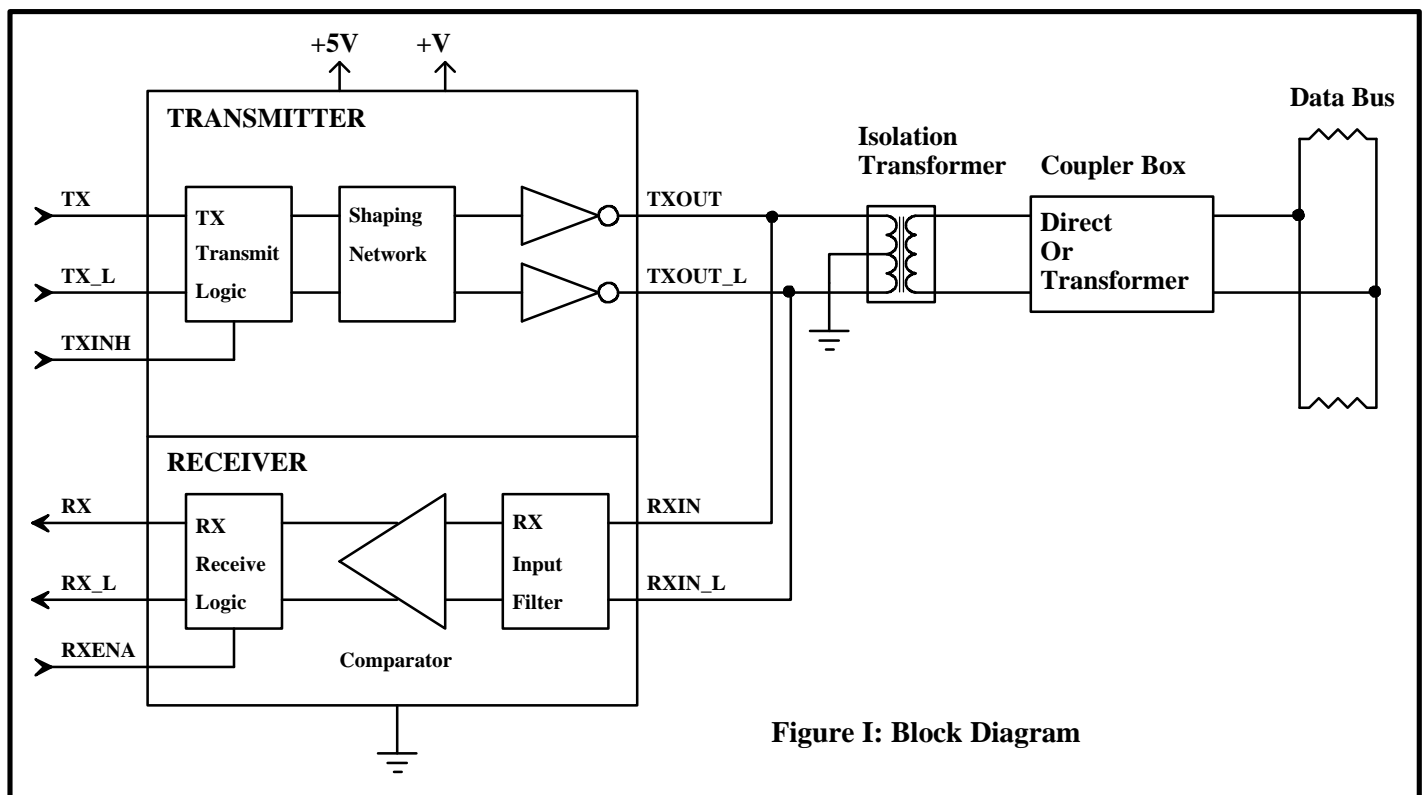 +5V
+V
TRANSMITTER
Data Bus
Isolation
Transformer
Coupler Box
TX
TX
Transmit
Logic
Shaping
Network
TXOUT
Direct
Or
Transformer
TX_L
TXOUT_L
TXINH
RECEIVER
RX
RX
Receive
Logic
RX
Input
Filter
RXIN
RX_L
RXIN_L
RXENA
Comparator
Figure I: Block Diagram